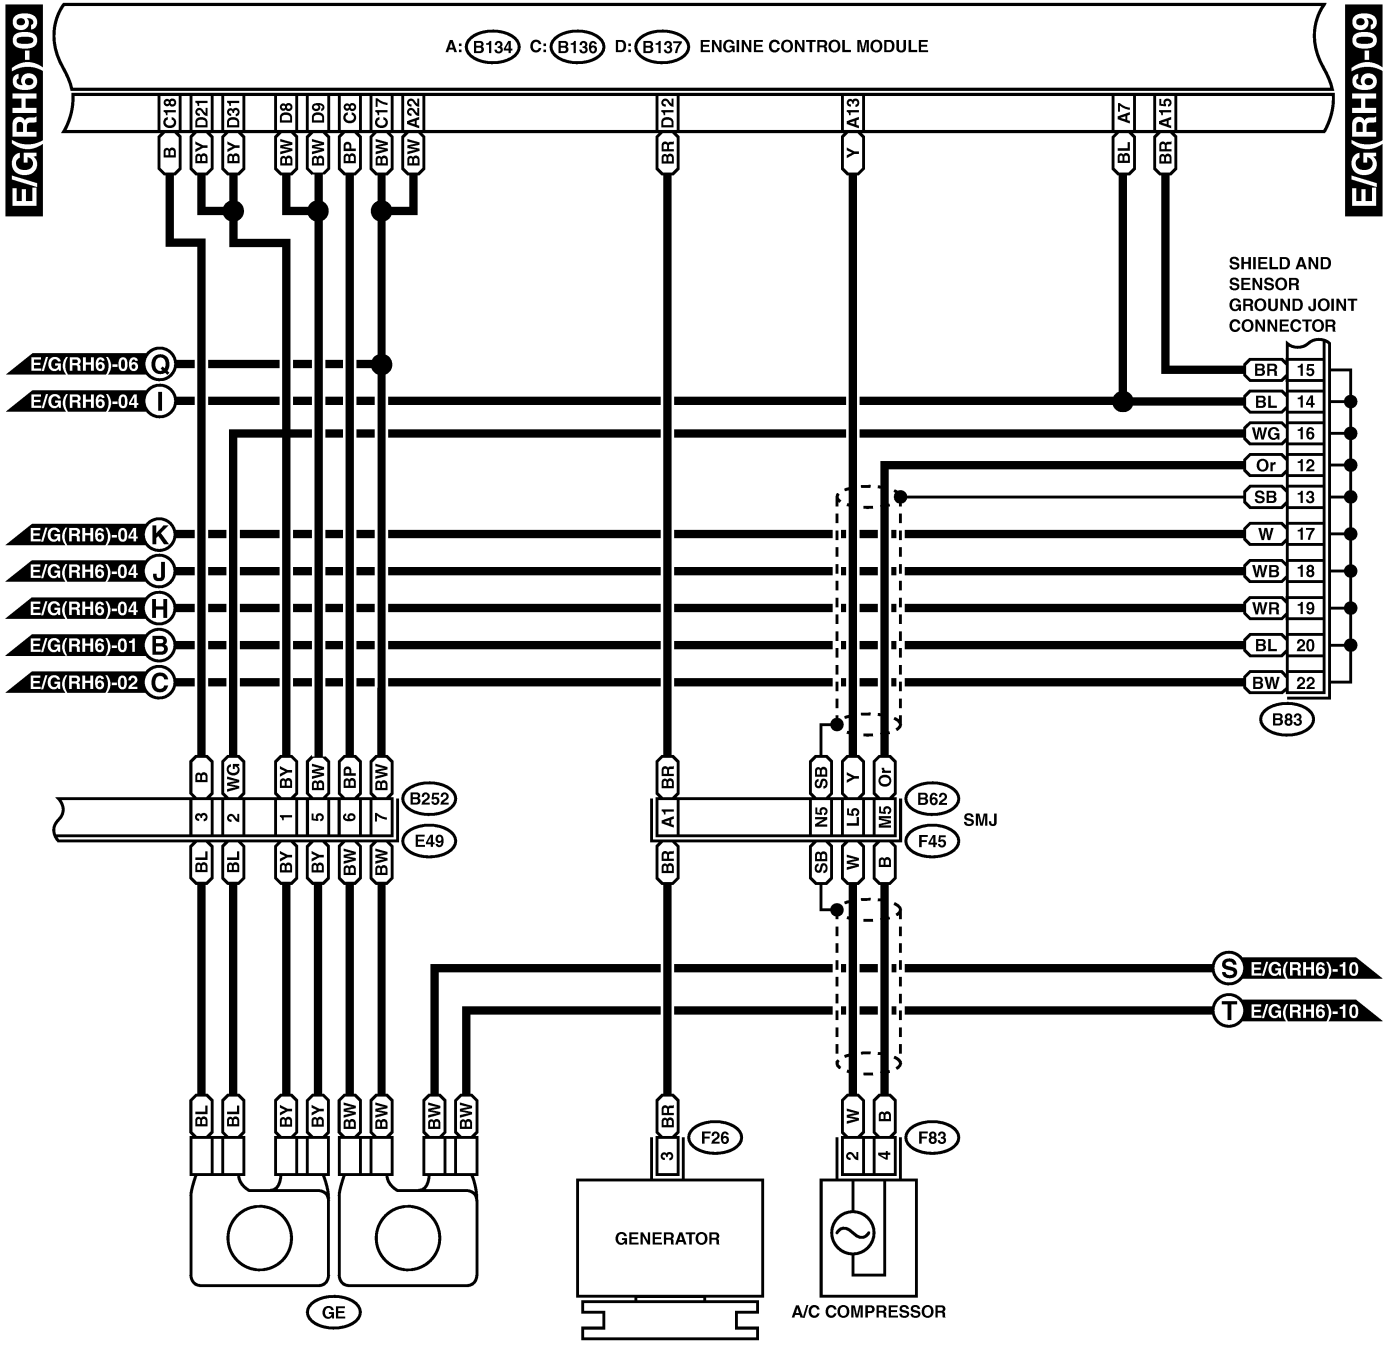 E/G(RH6)-09
A: B134 C: B136 D: B137 ENGINE CONTROL MODULE
E/G(RH6)-09
C18 D21 D31 D8 D9 C8 C17 A22 D12 A13 A7 A15
B BY BY BW BW BP BW BW BR Y BL BR
SHIELD AND
SENSOR
GROUND JOINT
CONNECTOR
E/G(RH6)-06 Q
BR 15
E/G(RH6)-04 I
BL 14
WG 16
Or 12
SB 13
E/G(RH6)-04 K
W 17
E/G(RH6)-04 J
WB 18
E/G(RH6)-04 H
WR 19
E/G(RH6)-01 B
BL 20
E/G(RH6)-02 C
BW 22
B83
B WG BY BW BP BW BR SB Y Or
B252
B62
3 2 1 5 6 7 A1 N5 L5 M5
SMJ
E49
F45
BL BL BY BY BW BW BR SB W B
S E/G(RH6)-10
T E/G(RH6)-10
BL BL BY BY BW BW BW BW BR W B
F26
F83
3 2 4
GENERATOR
GE
A/C COMPRESSOR